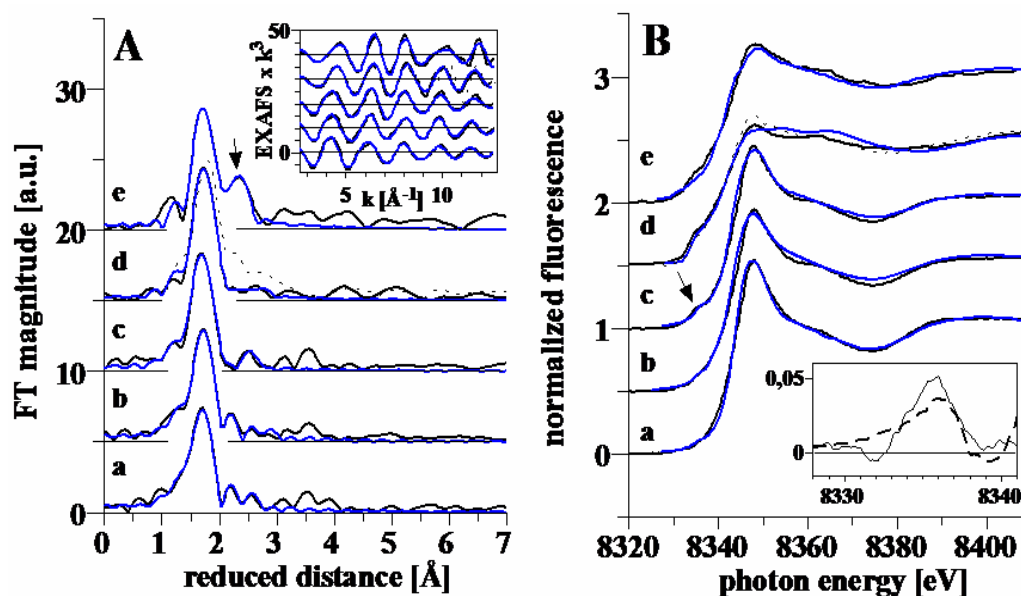 A
FT magnitude [a.u.]
30
20
10
0
e
d
c
b
a
0 1 2 3 4 5 6 7
reduced distance [Å]
EXAFS x k³
50
0
5 10
k [Å⁻¹]
B
normalized fluorescence
3
2
1
0
e
d
c
b
a
8320 8340 8360 8380 8400
photon energy [eV]
0,05
0
8330 8340